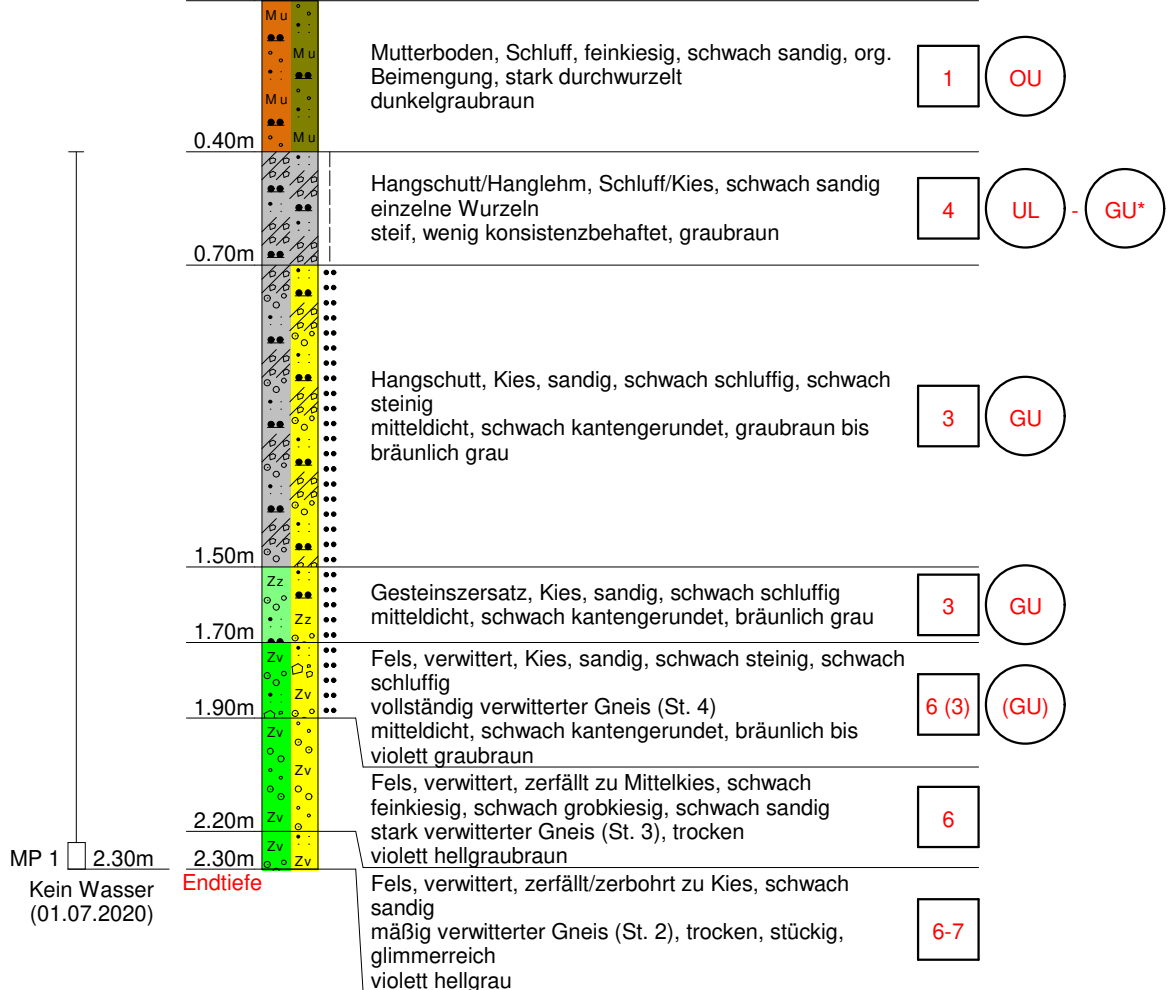 Mu
Mu
Mu
Mu
Mutterboden, Schluff, feinkiesig, schwach sandig, org.
Beimengung, stark durchwurzelt
dunkelgraubraun
1 OU
0.40m
Hangschutt/Hanglehm, Schluff/Kies, schwach sandig
einzelne Wurzeln
steif, wenig konsistenzbehaftet, graubraun
4 UL - GU*
0.70m
Hangschutt, Kies, sandig, schwach schluffig, schwach
steinig
mitteldicht, schwach kantengerundet, graubraun bis
bräunlich grau
3 GU
1.50m
Zz
Zz
Gesteinszersatz, Kies, sandig, schwach schluffig
mitteldicht, schwach kantengerundet, bräunlich grau
3 GU
1.70m
Zv
Zv
Fels, verwittert, Kies, sandig, schwach steinig, schwach
schluffig
vollständig verwitterter Gneis (St. 4)
mitteldicht, schwach kantengerundet, bräunlich bis
violett graubraun
6 (3) (GU)
1.90m
Zv
Zv
Zv
Fels, verwittert, zerfällt zu Mittelkies, schwach
feinkiesig, schwach grobkiesig, schwach sandig
stark verwitterter Gneis (St. 3), trocken
violett hellgraubraun
6
2.20m
Zv
Zv
MP 1 2.30m
2.30m
Endtiefe
Kein Wasser
(01.07.2020)
Fels, verwittert, zerfällt/zerbohrt zu Kies, schwach
sandig
mäßig verwitterter Gneis (St. 2), trocken, stückig,
glimmerreich
violett hellgrau
6-7